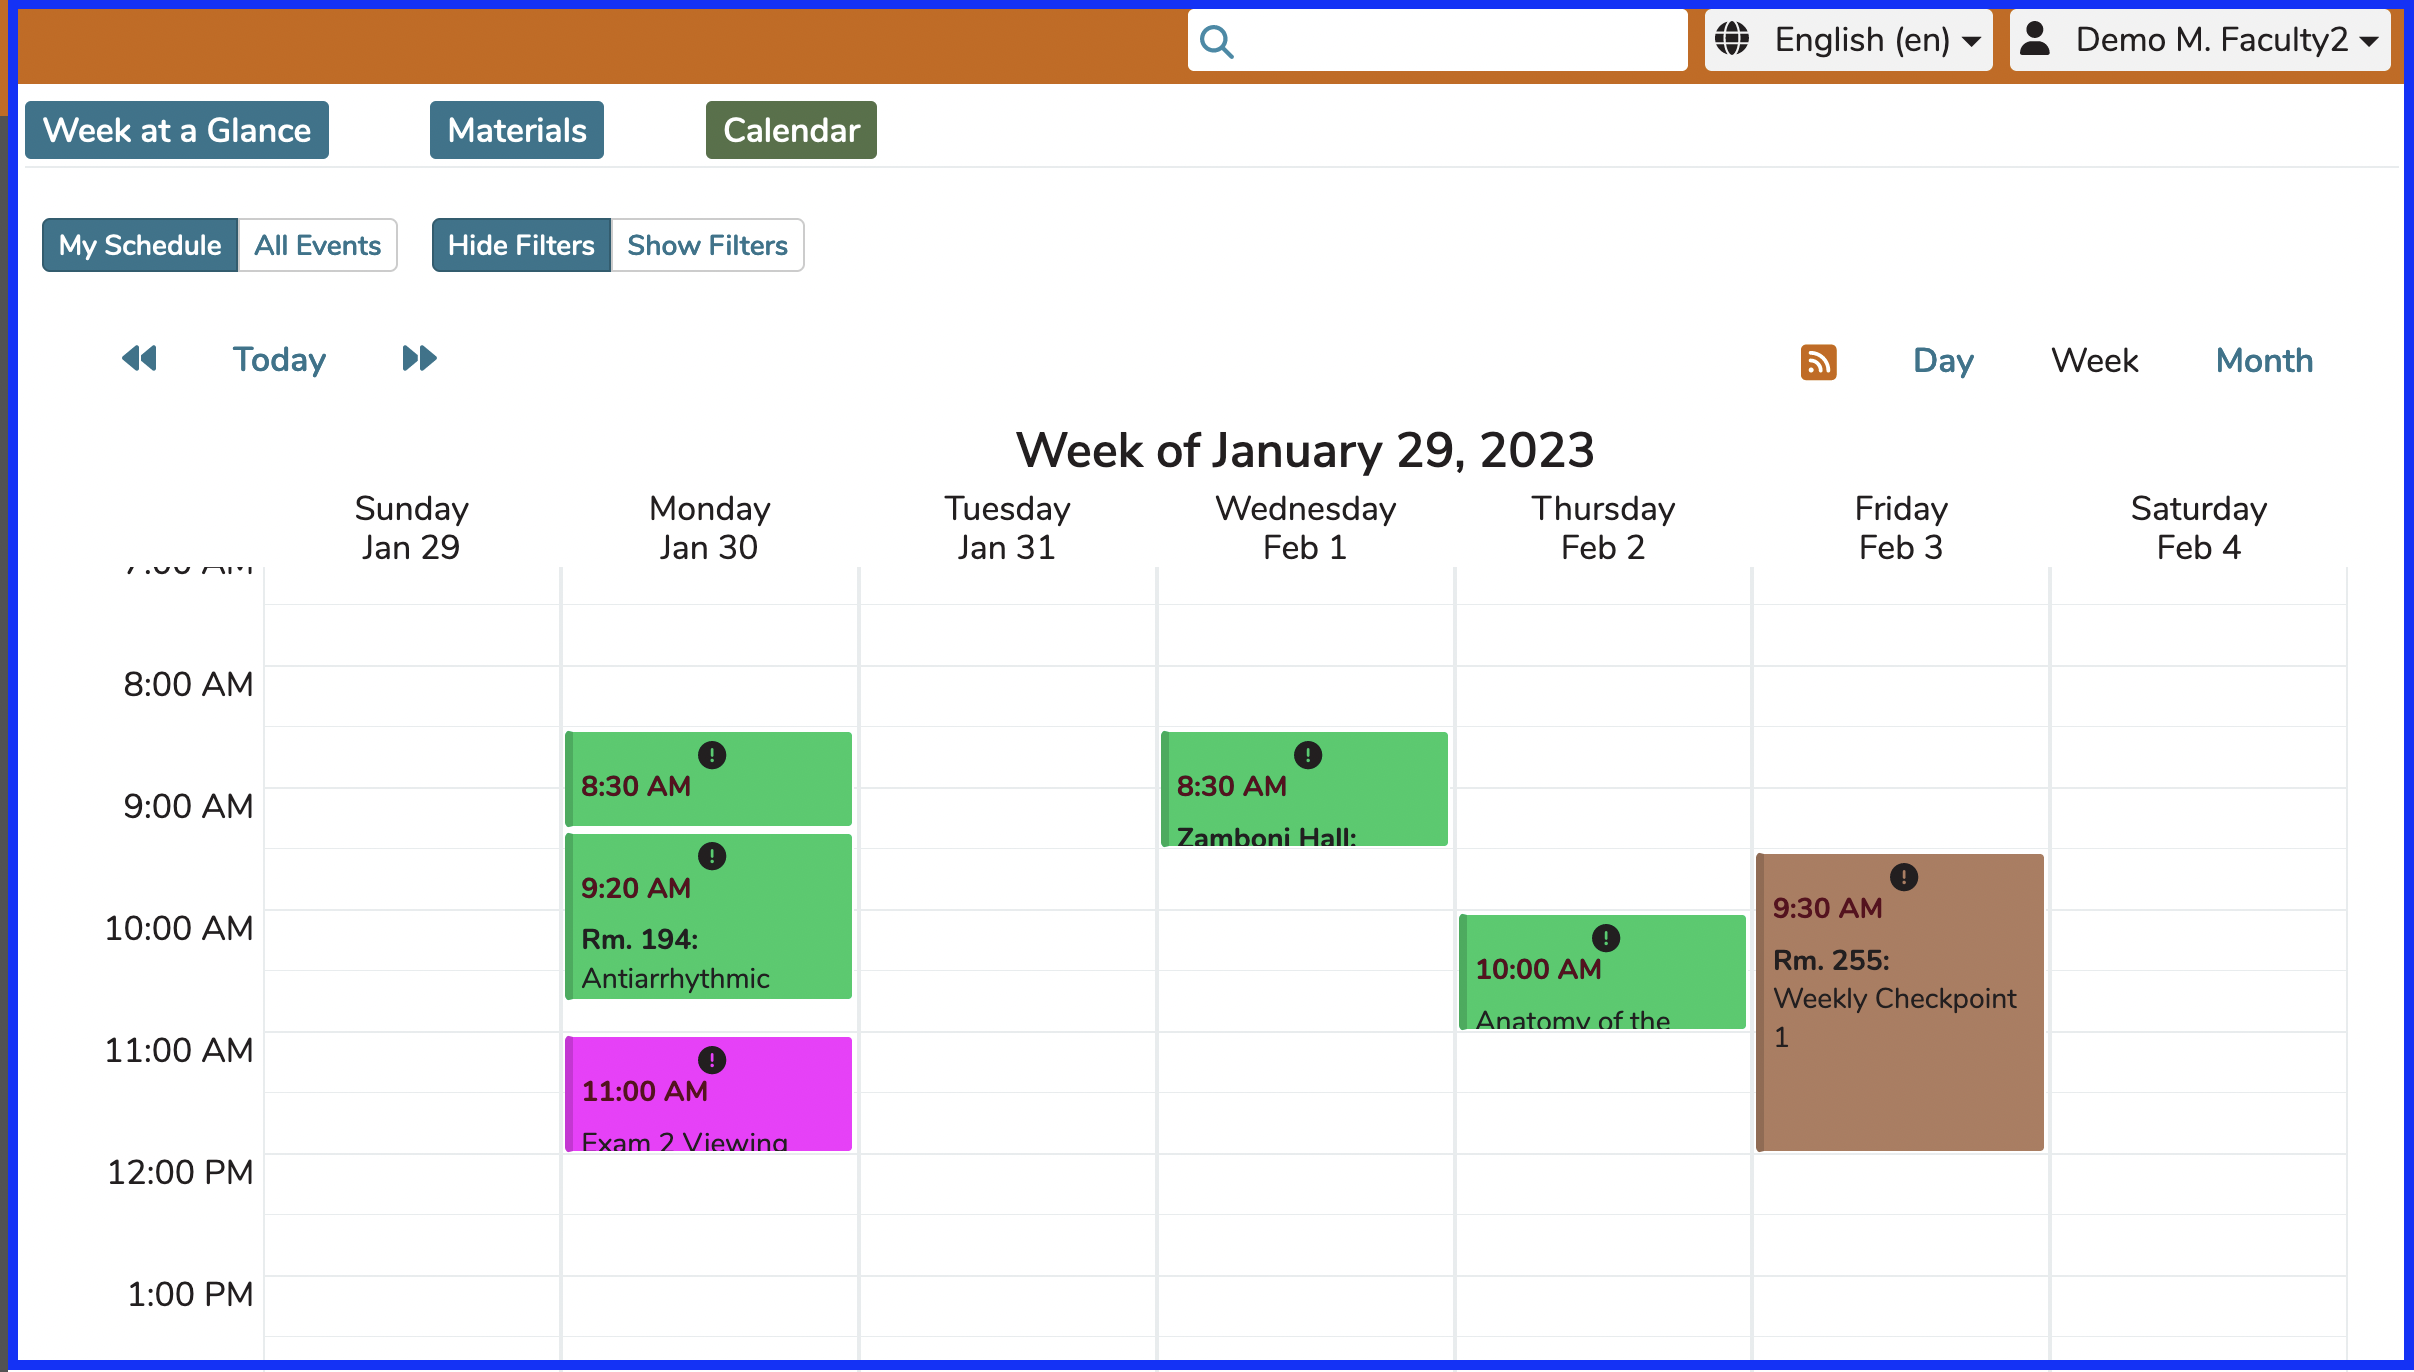 English (en)
Demo M. Faculty2
Week at a Glance
Materials
Calendar
My Schedule
All Events
Hide Filters
Show Filters
Today
Day
Week
Month
Week of January 29, 2023
Sunday
Jan 29
Monday
Jan 30
Tuesday
Jan 31
Wednesday
Feb 1
Thursday
Feb 2
Friday
Feb 3
Saturday
Feb 4
7:00 AM
8:00 AM
9:00 AM
10:00 AM
11:00 AM
12:00 PM
1:00 PM
8:30 AM
9:20 AM
Rm. 194:
Antiarrhythmic
11:00 AM
Exam 2 Viewing
8:30 AM
Zamboni Hall:
10:00 AM
Anatomy of the
9:30 AM
Rm. 255:
Weekly Checkpoint
1